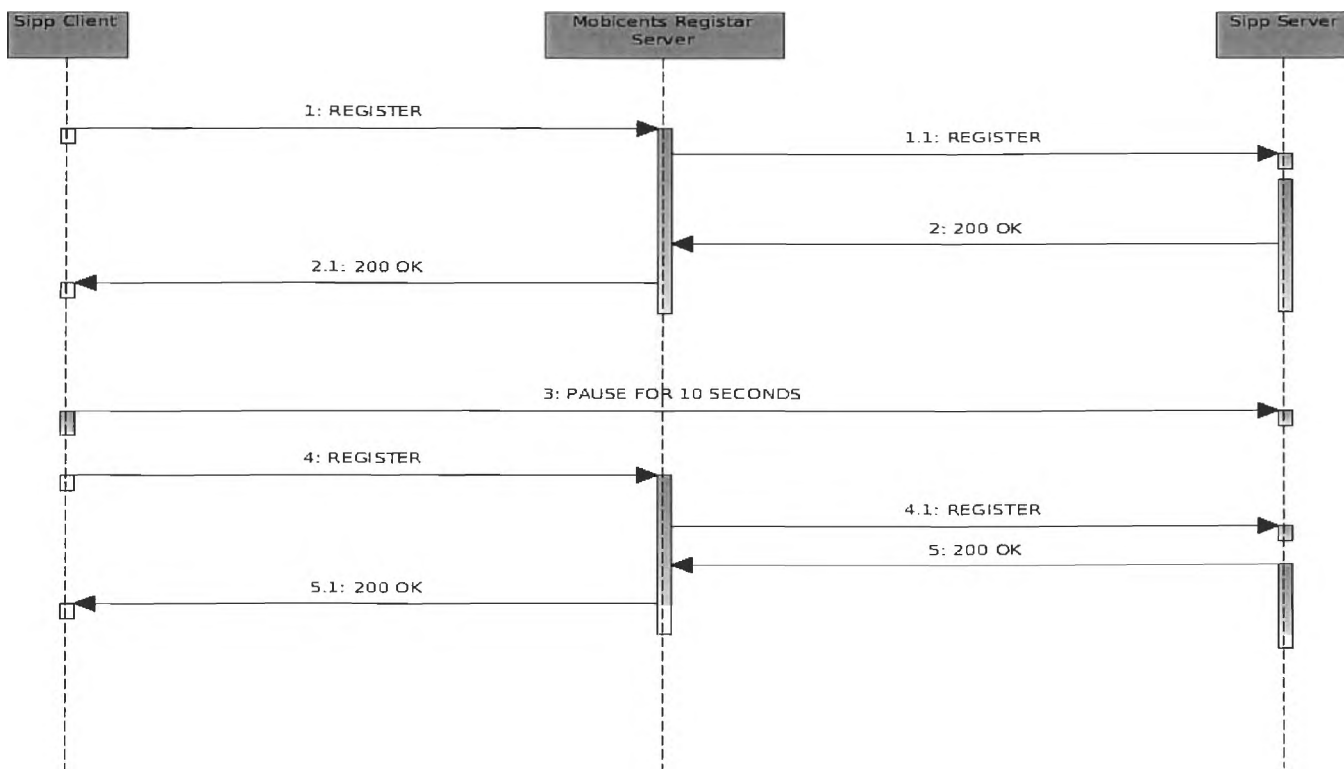 Sipp Client
Mobicents Registar
Server
Sipp Server
1: REGISTER
1.1: REGISTER
2: 200 OK
2.1: 200 OK
3: PAUSE FOR 10 SECONDS
4: REGISTER
4.1: REGISTER
5: 200 OK
5.1: 200 OK